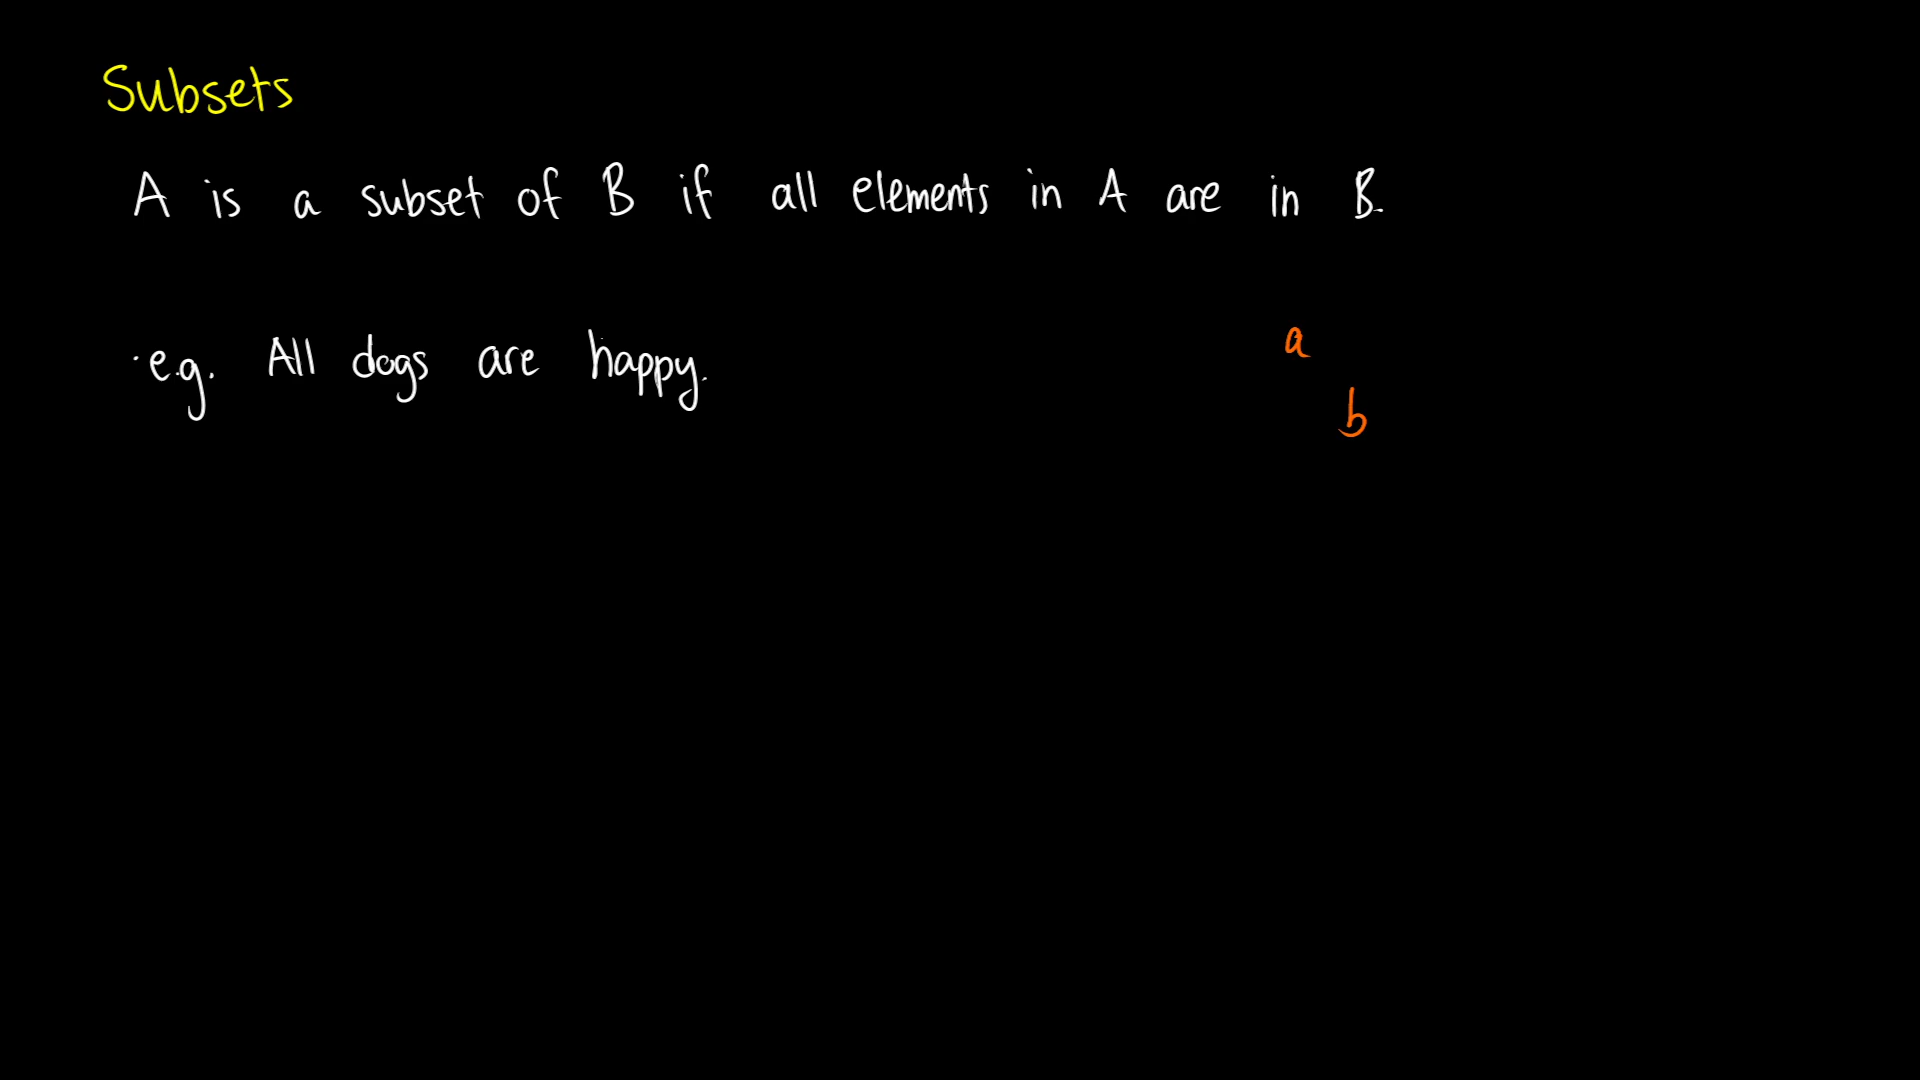 Subsets
A is a subset of B if all elements in A are in B.
e.g. All dogs are happy.
a
b